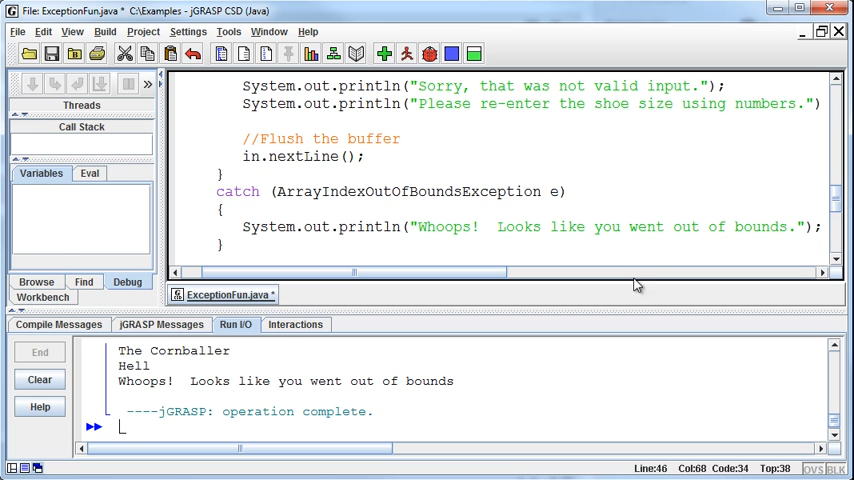 File: ExceptionFun.java * C:\Examples - jGRASP CSD (Java)
File Edit View Build Project Settings Tools Window Help
Threads
Call Stack
Variables Eval
Browse Find Debug
Workbench
System.out.println("Sorry, that was not valid input.");
System.out.println("Please re-enter the shoe size using numbers.")
//Flush the buffer
in.nextLine();
}
catch (ArrayIndexOutOfBoundsException e)
{
System.out.println("Whoops!  Looks like you went out of bounds.");
}
ExceptionFun.java *
Compile Messages jGRASP Messages Run I/O Interactions
End
Clear
Help
The Cornballer
Hell
Whoops!  Looks like you went out of bounds
----jGRASP: operation complete.
Line:46 Col:68 Code:34 Top:38 OVS BLK